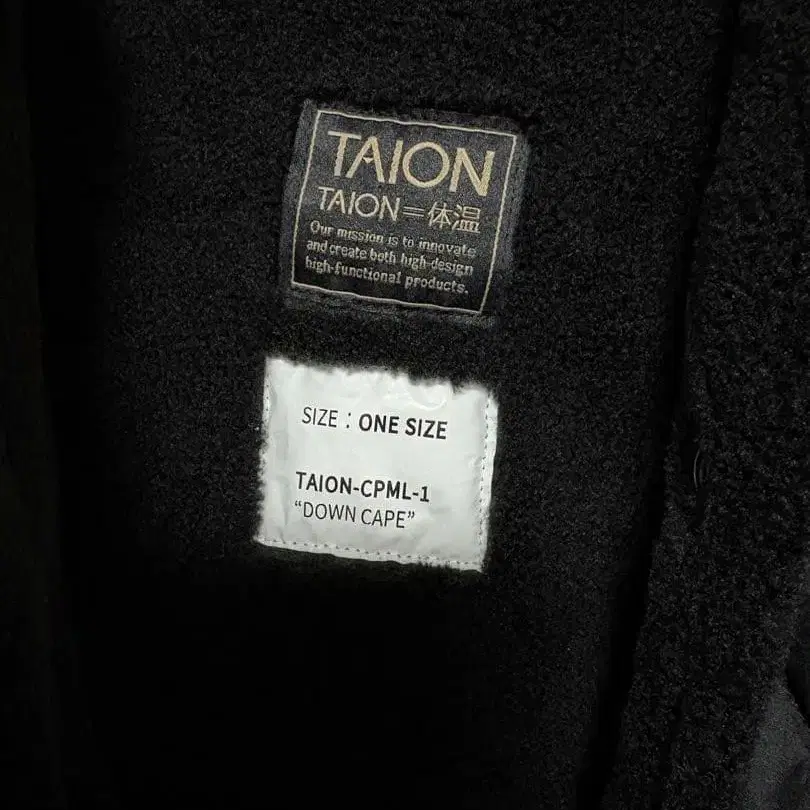 TAION
TAION=体温
Our mission is to innovate
and create both high-design
high-functional products.
SIZE : ONE SIZE
TAION-CPML-1
“DOWN CAPE”